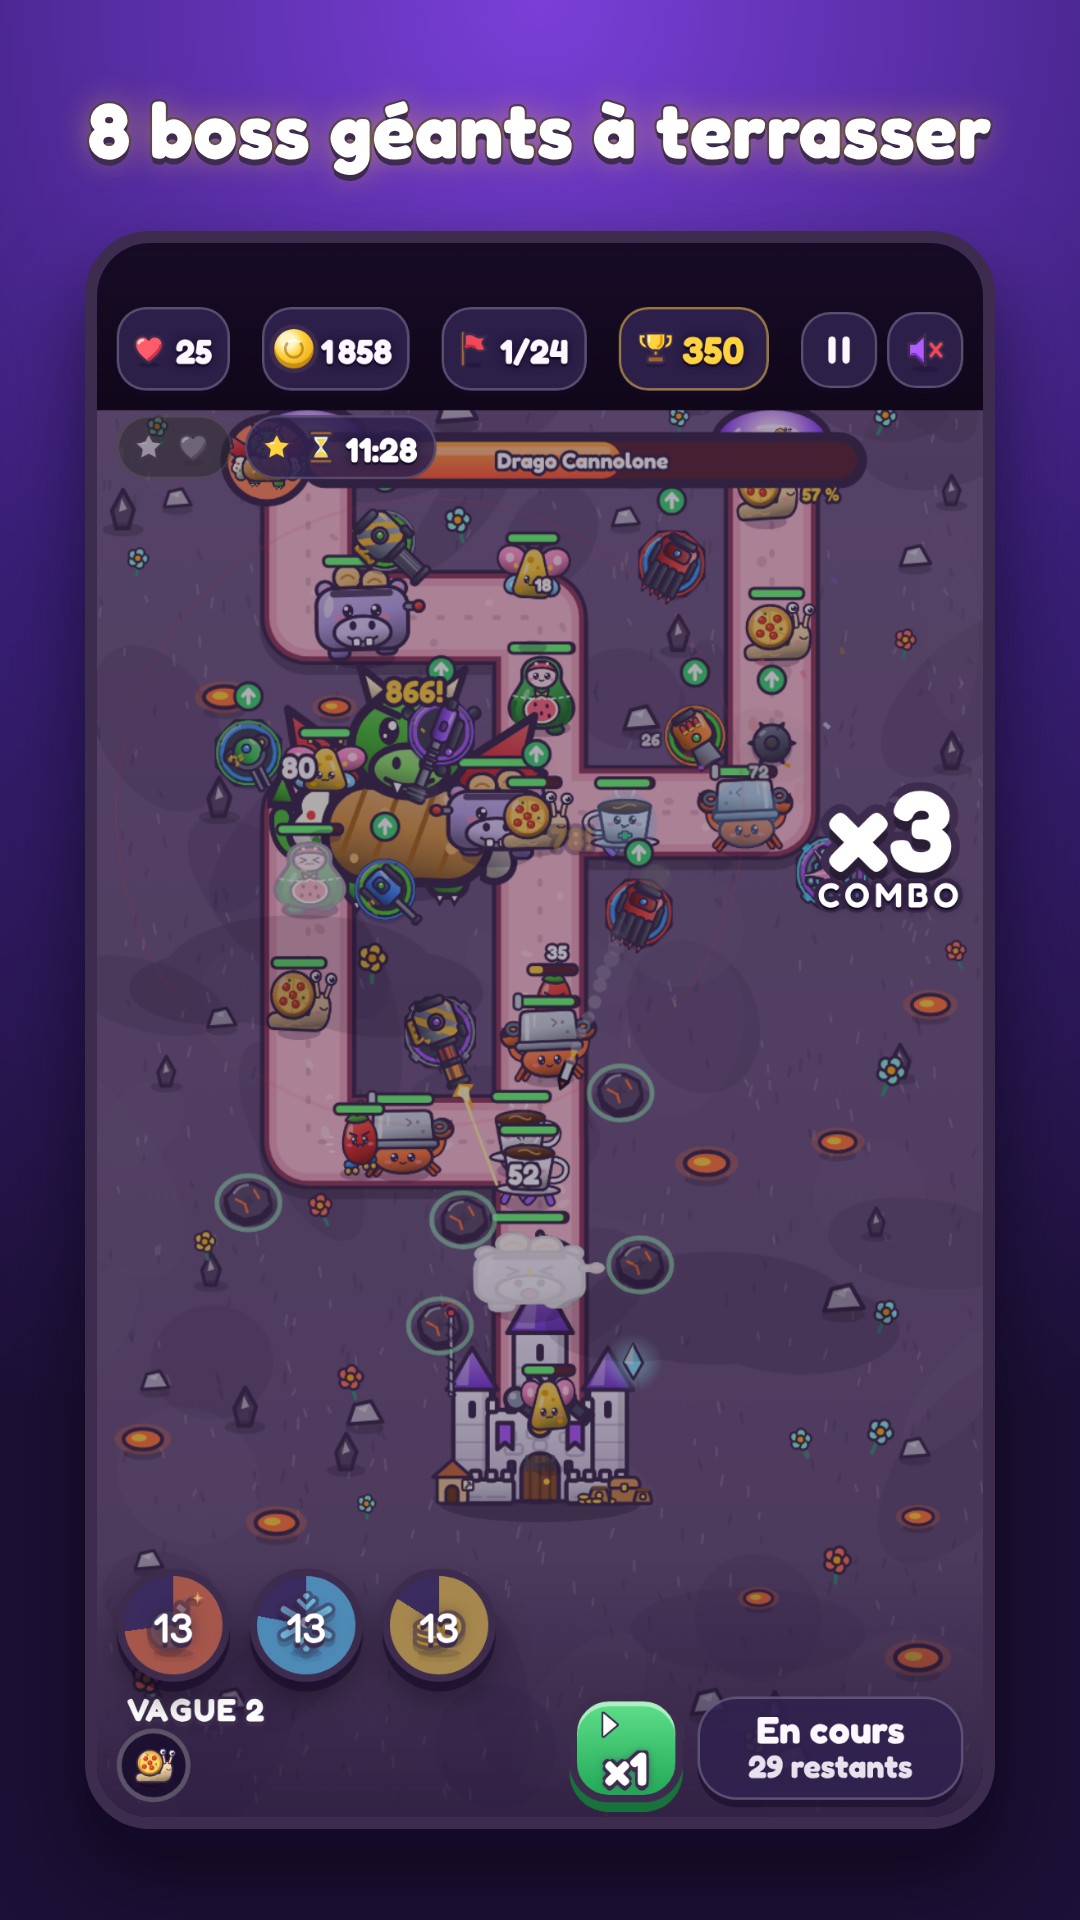 8 boss géants à terrasser
25
1858
1/24
350
11:28
Drago Cannolone
57 %
18
866!
26
80
72
x3
COMBO
35
52
13
13
13
VAGUE 2
x1
En cours
29 restants